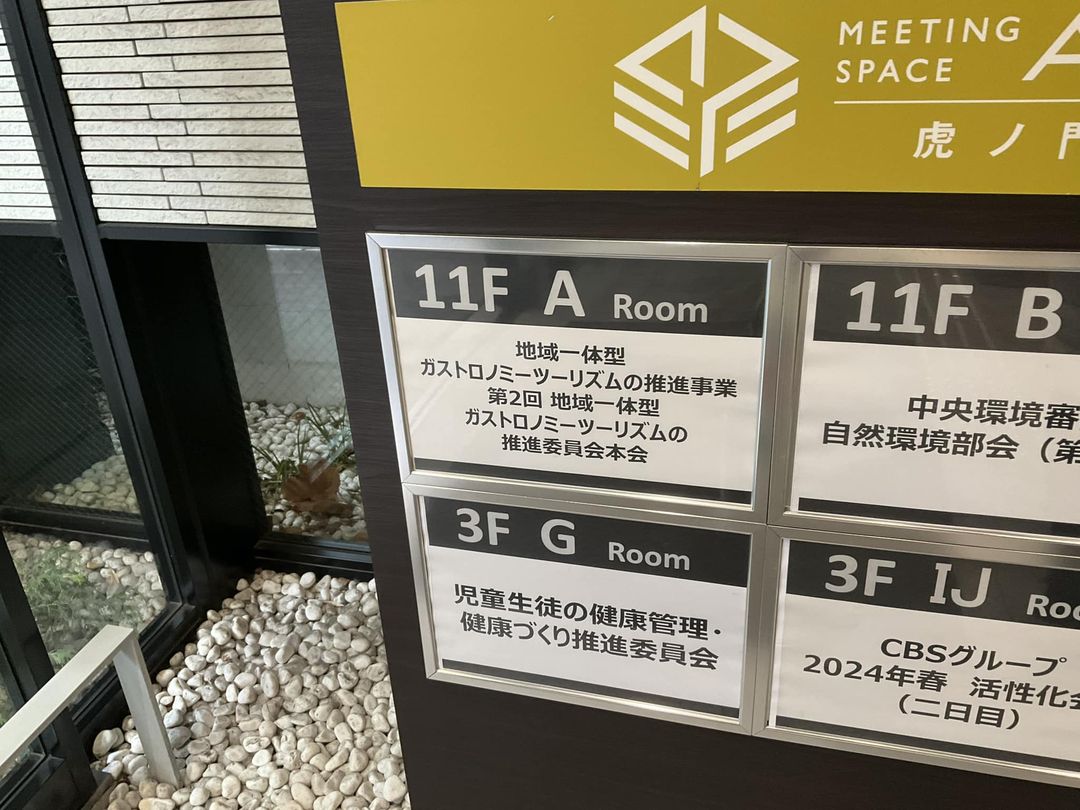 MEETING
SPACE
虎ノ門
11F A Room
地域一体型
ガストロノミーツーリズムの推進事業
第2回 地域一体型
ガストロノミーツーリズムの
推進委員会本会
11F B
中央環境審
自然環境部会（第
3F G Room
児童生徒の健康管理・
健康づくり推進委員会
3F IJ
CBSグループ
2024年春 活性化会
（二日目）